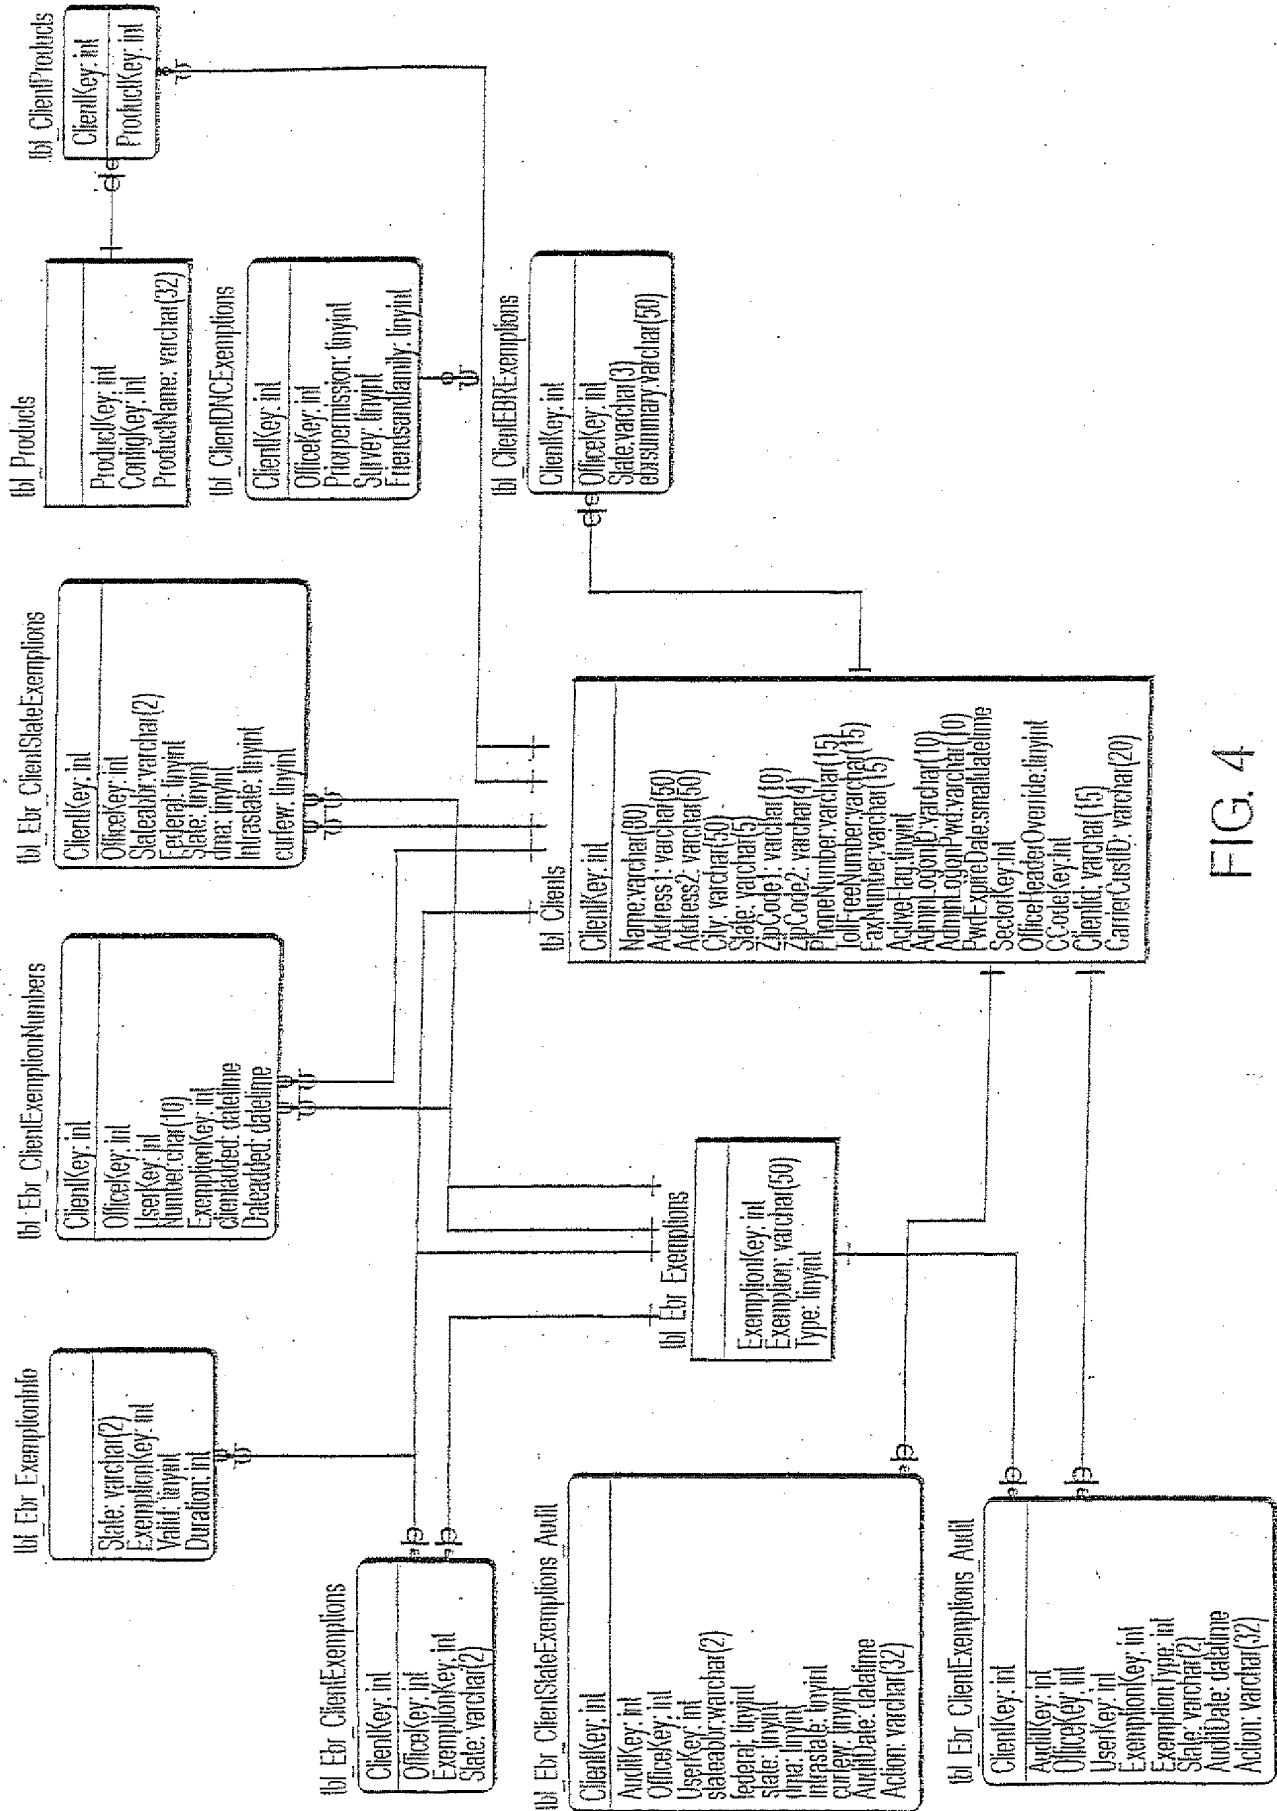 tbl_Ebr_ExemptionInfo
State: varchar(2)
ExemptionKey: int
Valid: tinyint
Duration: int
tbl_Ebr_ClientExemptionNumbers
ClientKey: int
OfficeKey: int
UserKey: int
Number:char(10)
ExemptionKey: int
clientadded: datetime
Dateadded: datetime
tbl_Ebr_ClientStateExemptions
ClientKey: int
OfficeKey: int
Stateabbr:varchar(2)
Federal: tinyint
State: tinyint
dma: tinyint
Intrastate: tinyint
curfew: tinyint
tbl_Products
ProductKey: int
ConfigKey: int
ProductName: varchar(32)
tbl_ClientProducts
ClientKey: int
ProductKey: int
tbl_ClientDNCExemptions
ClientKey: int
OfficeKey: int
Priorpermission: tinyint
Survey: tinyint
Friendsandfamily: tinyint
tbl_Ebr_ClientExemptions
ClientKey: int
OfficeKey: int
ExemptionKey: int
State: varchar(2)
tbl_ClientEBRExemptions
ClientKey: int
OfficeKey: int
State:varchar(3)
ebrsummary:varchar(50)
tbl_Ebr_Exemptions
ExemptionKey: int
Exemption: varchar(50)
Type: tinyint
tbl_Clients
ClientKey: int
Name:varchar(80)
Address1: varchar(50)
Address2: varchar(50)
City: varchar(50)
State: varchar(5)
ZipCode1: varchar(10)
ZipCode2: varchar(4)
PhoneNumber:varchar(15)
TollFreeNumber:varchar(15)
FaxNumber:varchar(15)
ActiveFlag:tinyint
AdminLogonID: varchar(10)
AdminLogonPwd: varchar(10)
PwdExpireDate:smalldatetime
SectorKey:int
OfficeHeaderOverride:tinyint
CCodeKey:int
ClientId: varchar(15)
CarrierCustID: varchar(20)
tbl_Ebr_ClientStateExemptions_Audit
ClientKey: int
AuditKey: int
OfficeKey: int
UserKey: int
stateabbr:varchar(2)
federal: tinyint
state: tinyint
dma: tinyint
intrastate: tinyint
curfew: tinyint
AuditDate: datatime
Action: varchar(32)
tbl_Ebr_ClientExemptions_Audit
ClientKey: int
AuditKey: int
OfficeKey: int
UserKey: int
ExemptionKey: int
ExemptionType: int
State: varchar(2)
AuditDate: datatime
Action: varchar(32)
FIG. 4